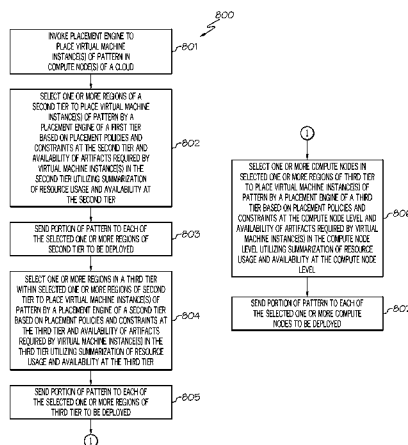 800
INVOKE PLACEMENT ENGINE TO
PLACE VIRTUAL MACHINE
INSTANCE(S) OF PATTERN IN
COMPUTE NODE(S) OF A CLOUD
801
SELECT ONE OR MORE REGIONS OF A
SECOND TIER TO PLACE VIRTUAL MACHINE
INSTANCE(S) OF PATTERN BY A
PLACEMENT ENGINE OF A FIRST TIER
BASED ON PLACEMENT POLICIES AND
CONSTRAINTS AT THE SECOND TIER AND
AVAILABILITY OF ARTIFACTS REQUIRED BY
VIRTUAL MACHINE INSTANCE(S) IN THE
SECOND TIER UTILIZING SUMMARIZATION
OF RESOURCE USAGE AND AVAILABILITY AT
THE SECOND TIER
802
SEND PORTION OF PATTERN TO EACH OF
THE SELECTED ONE OR MORE REGIONS OF
SECOND TIER TO BE DEPLOYED
803
SELECT ONE OR MORE REGIONS IN A THIRD TIER
WITHIN SELECTED ONE OR MORE REGIONS OF SECOND
TIER TO PLACE VIRTUAL MACHINE INSTANCE(S) OF
PATTERN BY A PLACEMENT ENGINE OF A SECOND TIER
BASED ON PLACEMENT POLICIES AND CONSTRAINTS AT
THE THIRD TIER AND AVAILABILITY OF ARTIFACTS
REQUIRED BY VIRTUAL MACHINE INSTANCE(S) IN THE
THIRD TIER UTILIZING SUMMARIZATION OF RESOURCE
USAGE AND AVAILABILITY AT THE THIRD TIER
804
SEND PORTION OF PATTERN TO EACH OF
THE SELECTED ONE OR MORE REGIONS OF
THIRD TIER TO BE DEPLOYED
805
1
1
SELECT ONE OR MORE COMPUTE NODES IN
SELECTED ONE OR MORE REGIONS OF THIRD TIER
TO PLACE VIRTUAL MACHINE INSTANCE(S) OF
PATTERN BY A PLACEMENT ENGINE OF A THIRD TIER
BASED ON PLACEMENT POLICIES AND
CONSTRAINTS AT THE COMPUTE NODE LEVEL AND
AVAILABILITY OF ARTIFACTS REQUIRED BY VIRTUAL
MACHINE INSTANCE(S) IN THE COMPUTE NODE
LEVEL UTILIZING SUMMARIZATION OF RESOURCE
USAGE AND AVAILABILITY AT THE COMPUTE NODE
LEVEL
SEND PORTION OF PATTERN TO EACH OF
THE SELECTED ONE OR MORE COMPUTE
NODES TO BE DEPLOYED